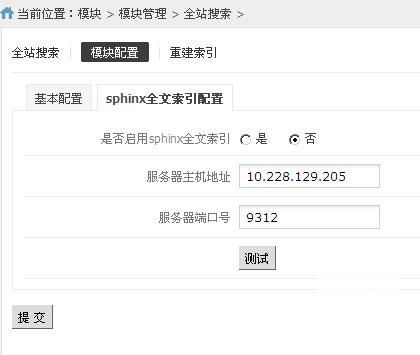 当前位置：模块 > 模块管理 > 全站搜索 >
全站搜索 模块配置 重建索引
基本配置 sphinx全文索引配置
是否启用sphinx全文索引 是 否
服务器主机地址 10.228.129.205
服务器端口号 9312
测试
提 交